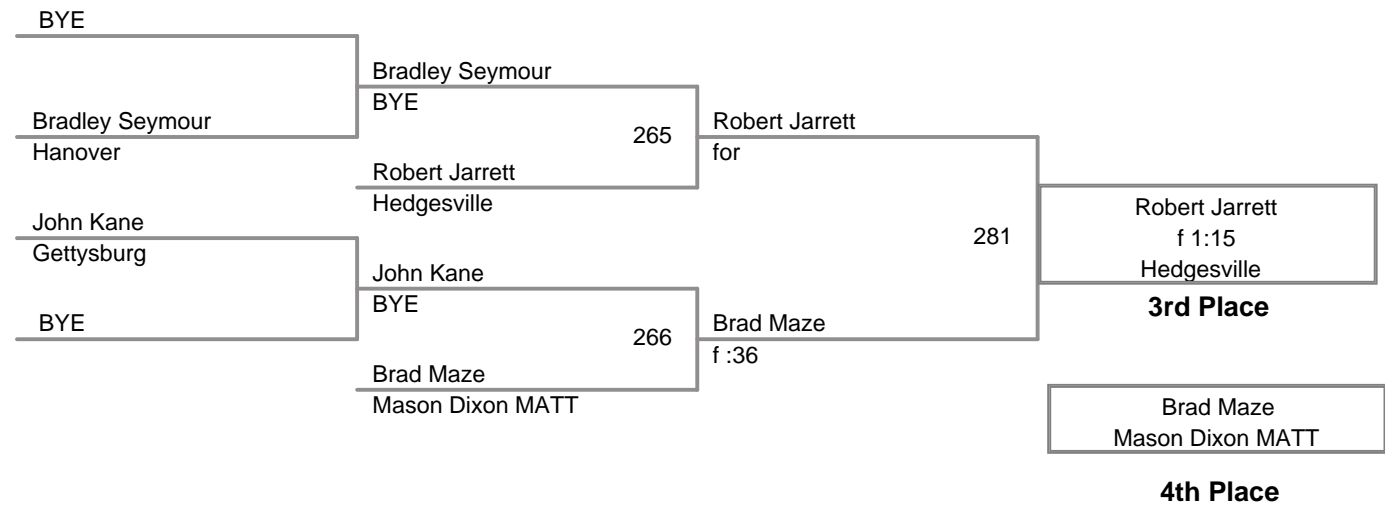 BYE
Bradley Seymour
Hanover
John Kane
Gettysburg
BYE
Bradley Seymour
BYE
265
Robert Jarrett
Hedgesville
John Kane
BYE
266
Brad Maze
Mason Dixon MATT
Robert Jarrett
for
281
Brad Maze
f :36
Robert Jarrett
f 1:15
Hedgesville
3rd Place
Brad Maze
Mason Dixon MATT
4th Place